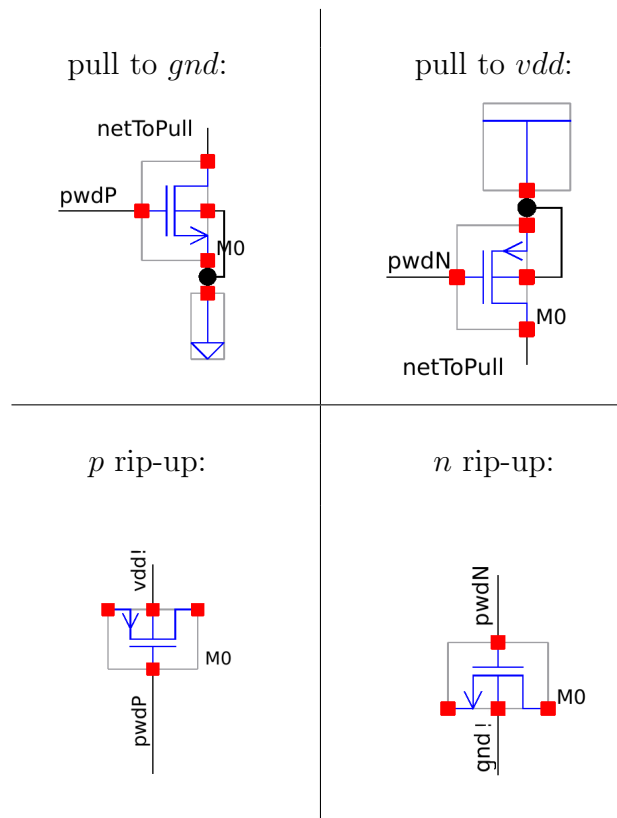 pull to gnd:
netToPull
pwdP
M0
pull to vdd:
pwdN
M0
netToPull
p rip-up:
vdd!
M0
pwdP
n rip-up:
pwdN
M0
gnd!